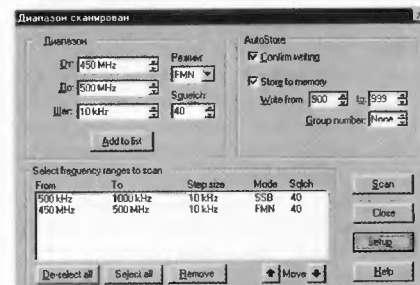 Диапазон сканирован
Диапазон
От: 450 MHz
До: 500 MHz
Шаг: 10 kHz
Режим
FMN
Squelch:
40
Add to list
AutoStore
Confirm writing
Store to memory
Write from: 900 to: 999
Group number: None
Select frequency ranges to scan
From To Step size Mode Sqlch
500 kHz 1000 kHz 10 kHz SSB 40
450 MHz 500 MHz 10 kHz FMN 40
De-select all Select all Remove Move
Scan
Close
Setup
Help